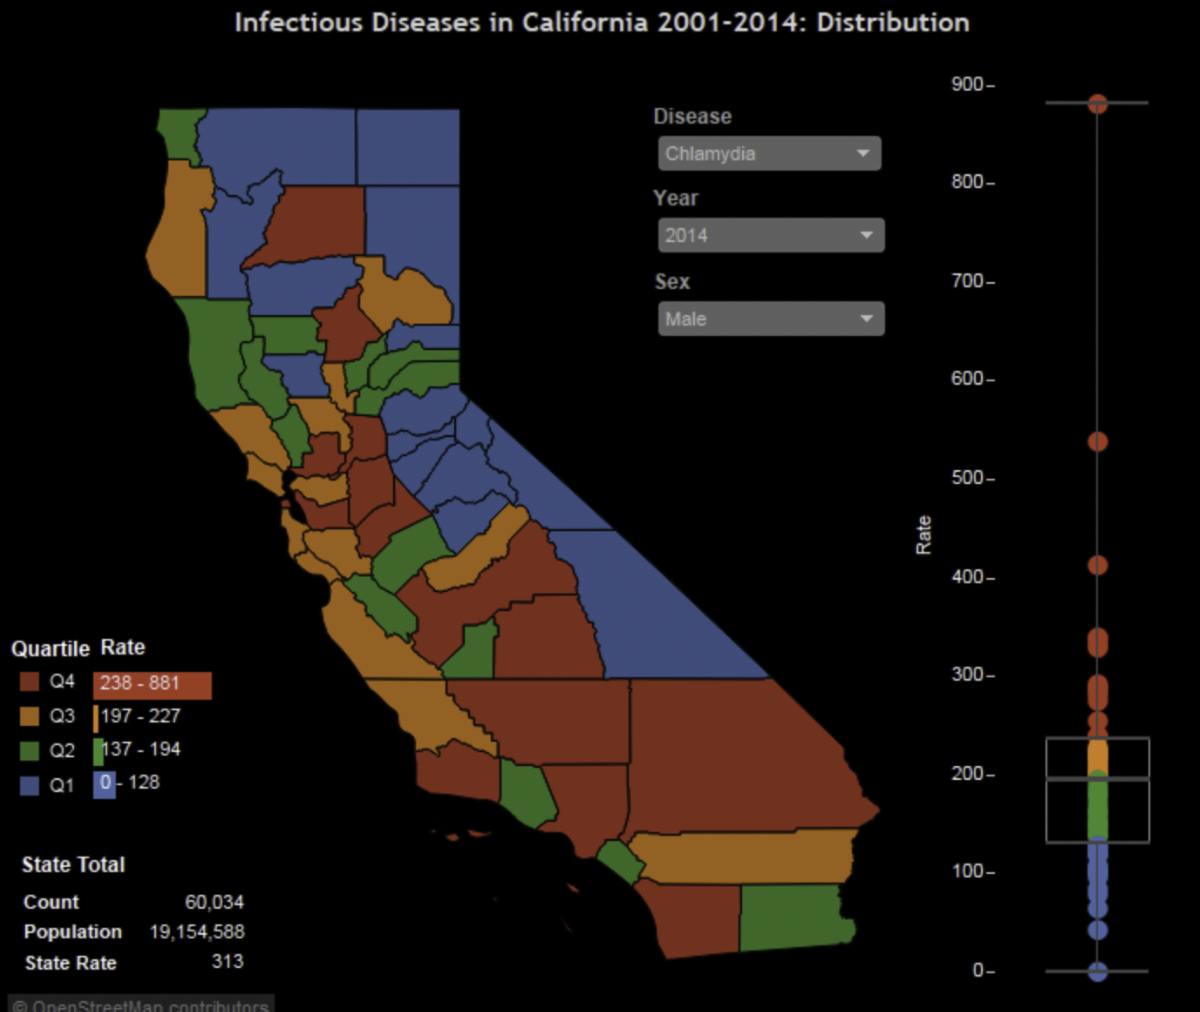 Infectious Diseases in California 2001-2014: Distribution
Disease
Chlamydia
Year
2014
Sex
Male
900
800
700
600
500
400
300
200
100
0
Rate
Quartile Rate
Q4 238 - 881
Q3 197 - 227
Q2 137 - 194
Q1 0 - 128
State Total
Count 60,034
Population 19,154,588
State Rate 313
© OpenStreetMap contributors